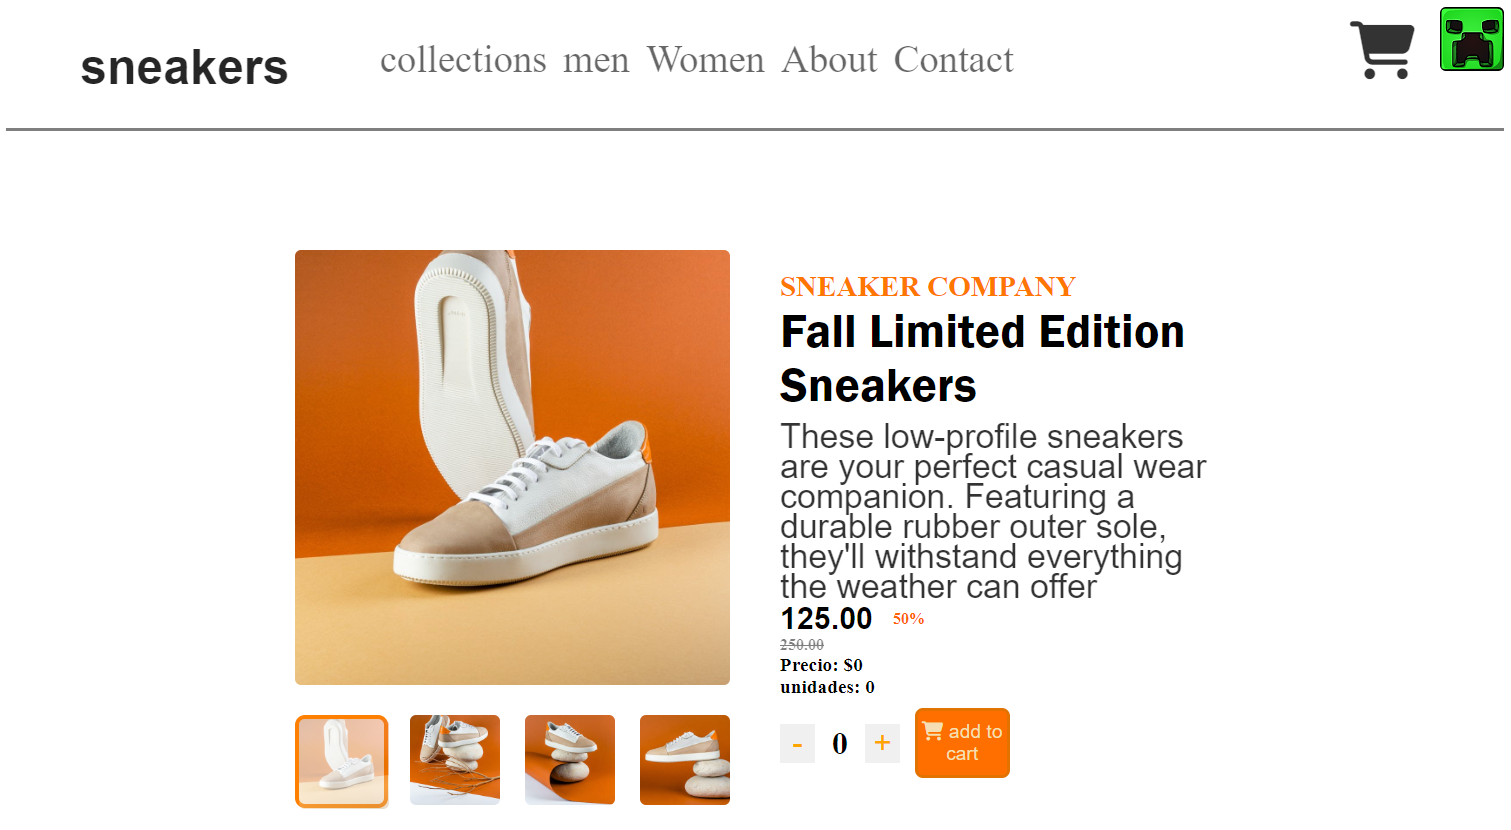 sneakers
collections men Women About Contact
SNEAKER COMPANY
Fall Limited Edition
Sneakers
These low-profile sneakers
are your perfect casual wear
companion. Featuring a
durable rubber outer sole,
they'll withstand everything
the weather can offer
125.00 50%
250.00
Precio: $0
unidades: 0
- 0 +
add to
cart